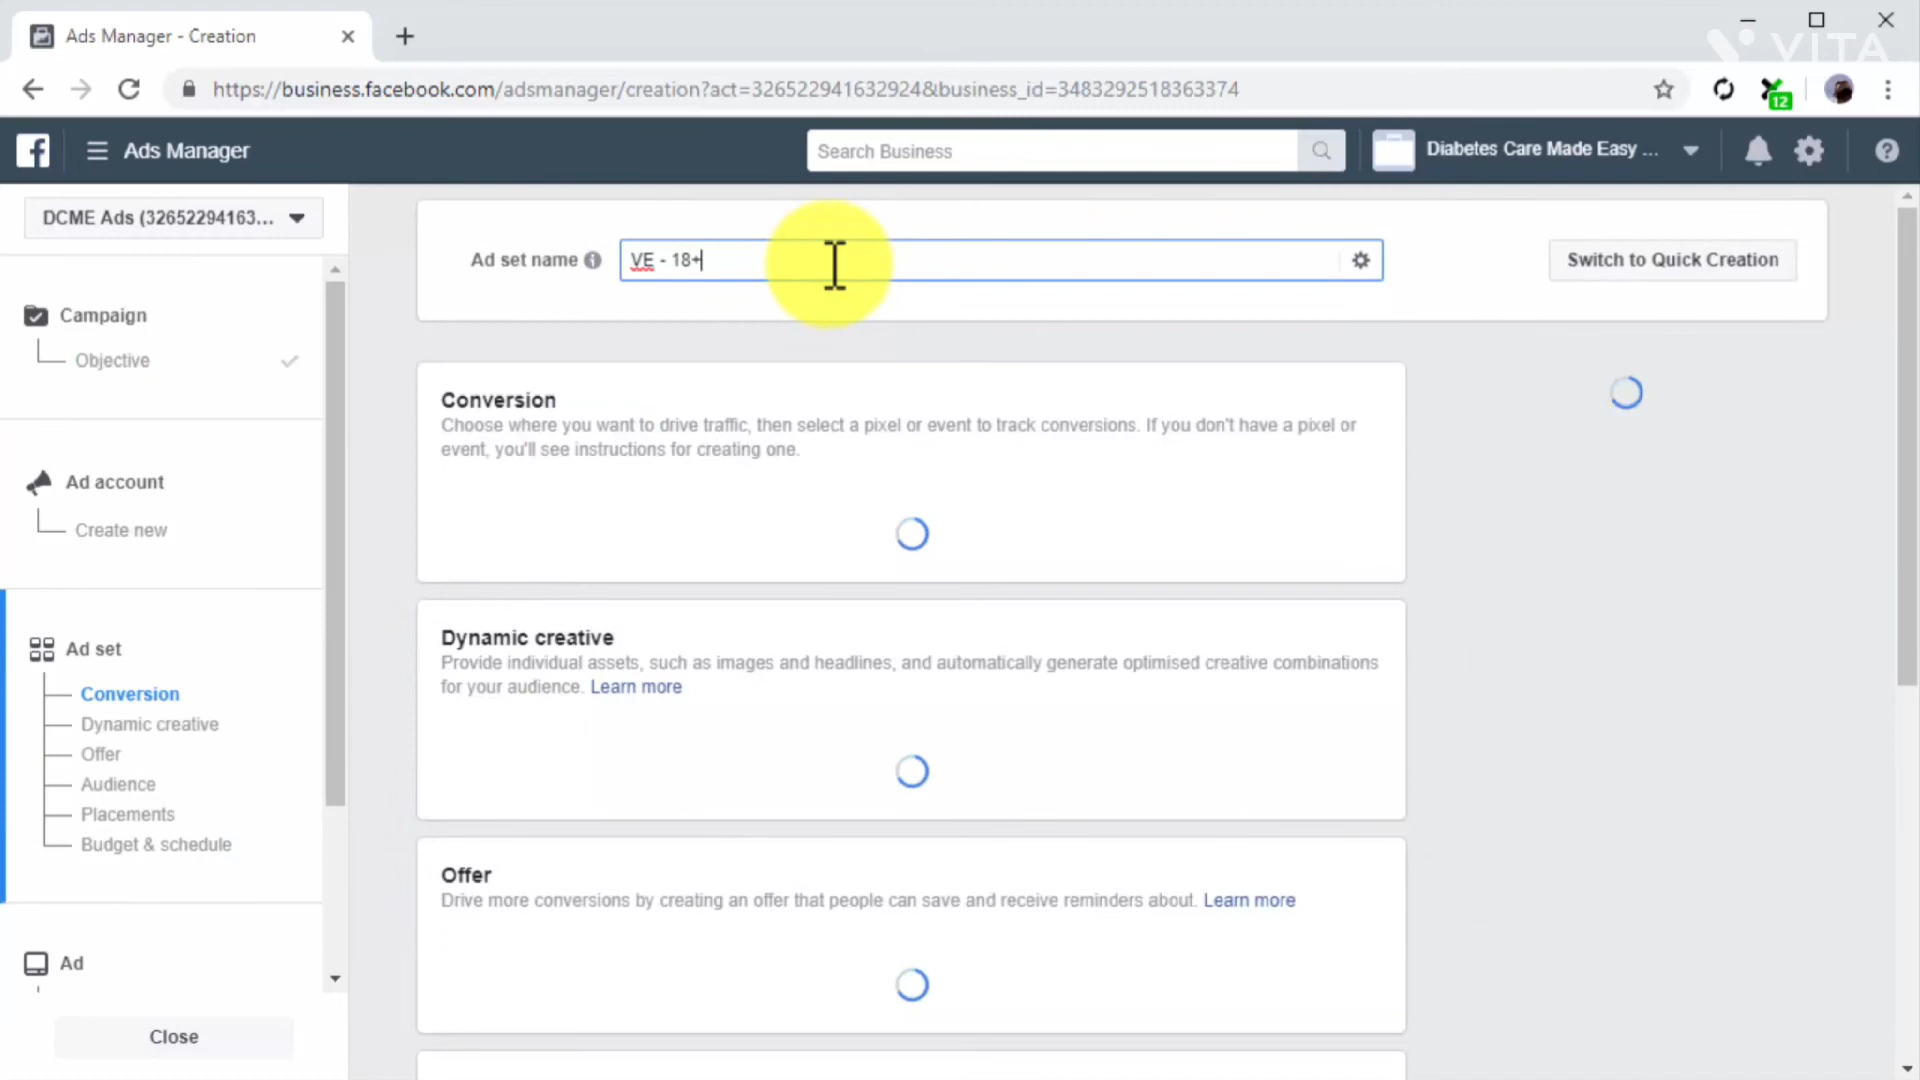 Ads Manager - Creation
VITA
https://business.facebook.com/adsmanager/creation?act=326522941632924&business_id=3483292518363374
12
Ads Manager
Search Business
Diabetes Care Made Easy ...
DCME Ads (32652294163...
Ad set name
VE - 18+
Switch to Quick Creation
Campaign
Objective
Conversion
Choose where you want to drive traffic, then select a pixel or event to track conversions. If you don't have a pixel or
event, you'll see instructions for creating one.
Ad account
Create new
Ad set
Conversion
Dynamic creative
Offer
Audience
Placements
Budget & schedule
Dynamic creative
Provide individual assets, such as images and headlines, and automatically generate optimised creative combinations
for your audience. Learn more
Offer
Drive more conversions by creating an offer that people can save and receive reminders about. Learn more
Ad
Close